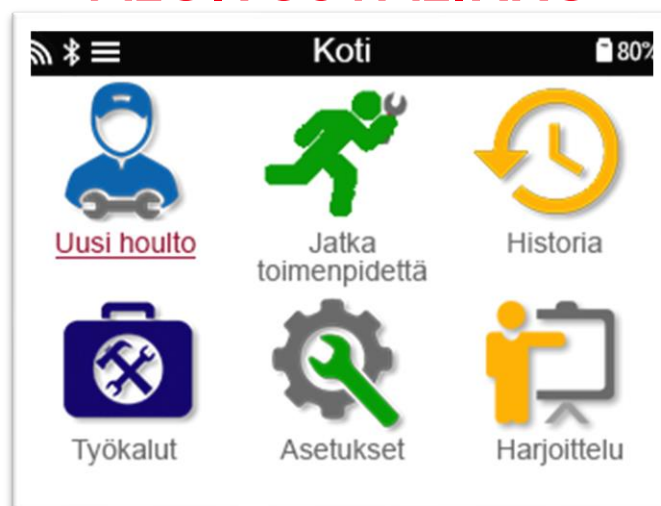 Koti
80%
Uusi houlto
Jatka
toimenpidettä
Historia
Työkalut
Asetukset
Harjoittelu